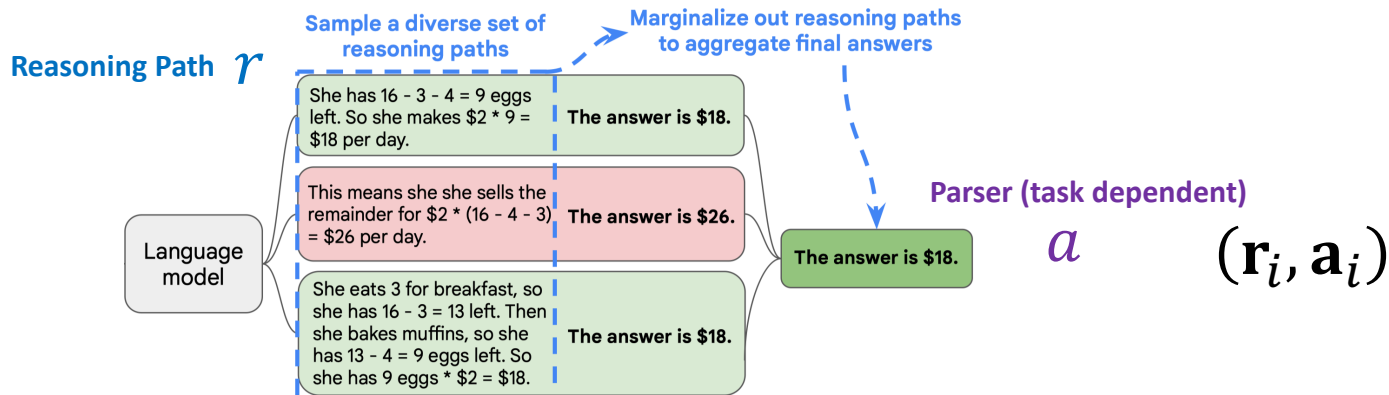 Sample a diverse set of
reasoning paths
Marginalize out reasoning paths
to aggregate final answers
Reasoning Path r
She has 16 - 3 - 4 = 9 eggs
left. So she makes $2 * 9 =
$18 per day.
The answer is $18.
This means she she sells the
remainder for $2 * (16 - 4 - 3)
= $26 per day.
The answer is $26.
She eats 3 for breakfast, so
she has 16 - 3 = 13 left. Then
she bakes muffins, so she
has 13 - 4 = 9 eggs left. So
she has 9 eggs * $2 = $18.
The answer is $18.
Language
model
The answer is $18.
Parser (task dependent)
a
(rᵢ, aᵢ)